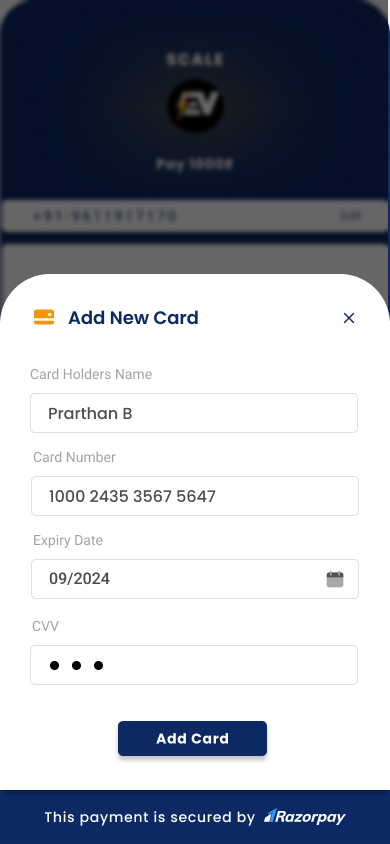 SCALE
EV
Pay 1000₹
+91-9611917170
Edit
Add New Card
Card Holders Name
Prarthan B
Card Number
1000 2435 3567 5647
Expiry Date
09/2024
CVV
Add Card
This payment is secured by Razorpay